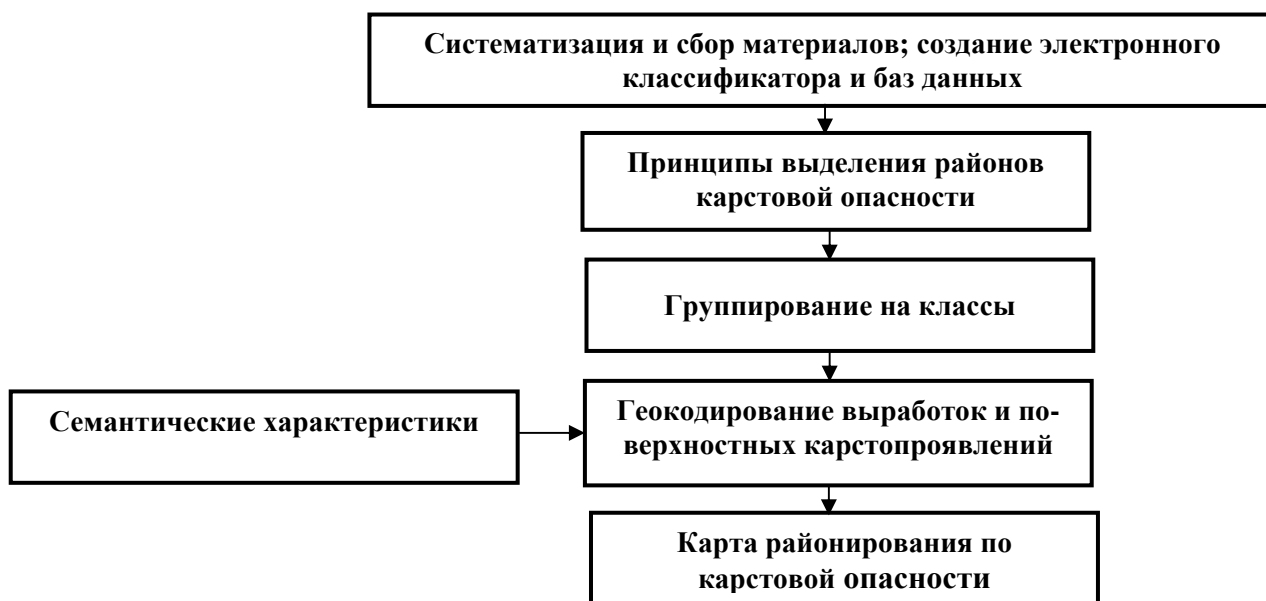 Систематизация и сбор материалов; создание электронного
классификатора и баз данных
Принципы выделения районов
карстовой опасности
Группирование на классы
Семантические характеристики
Геокодирование выработок и по-
верхностных карстопроявлений
Карта районирования по
карстовой опасности